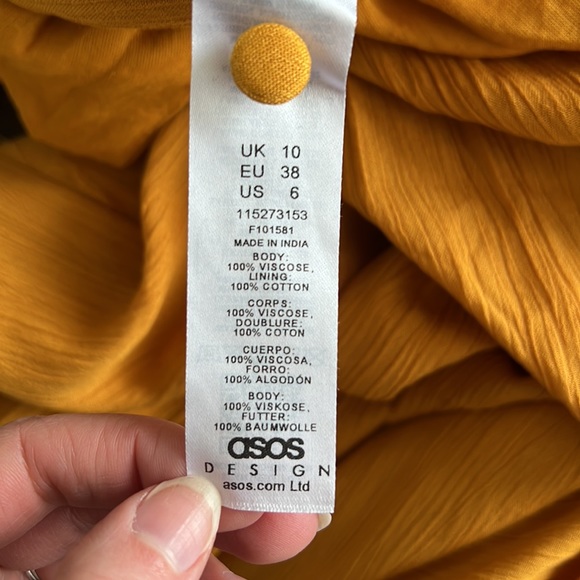 UK 10
EU 38
US 6
115273153
F101581
MADE IN INDIA
BODY:
100% VISCOSE,
LINING:
100% COTTON
CORPS:
100% VISCOSE,
DOUBLURE:
100% COTON
CUERPO:
100% VISCOSA,
FORRO:
100% ALGODÓN
BODY:
100% VISKOSE,
FUTTER:
100% BAUMWOLLE
asos
DESIGN
asos.com Ltd